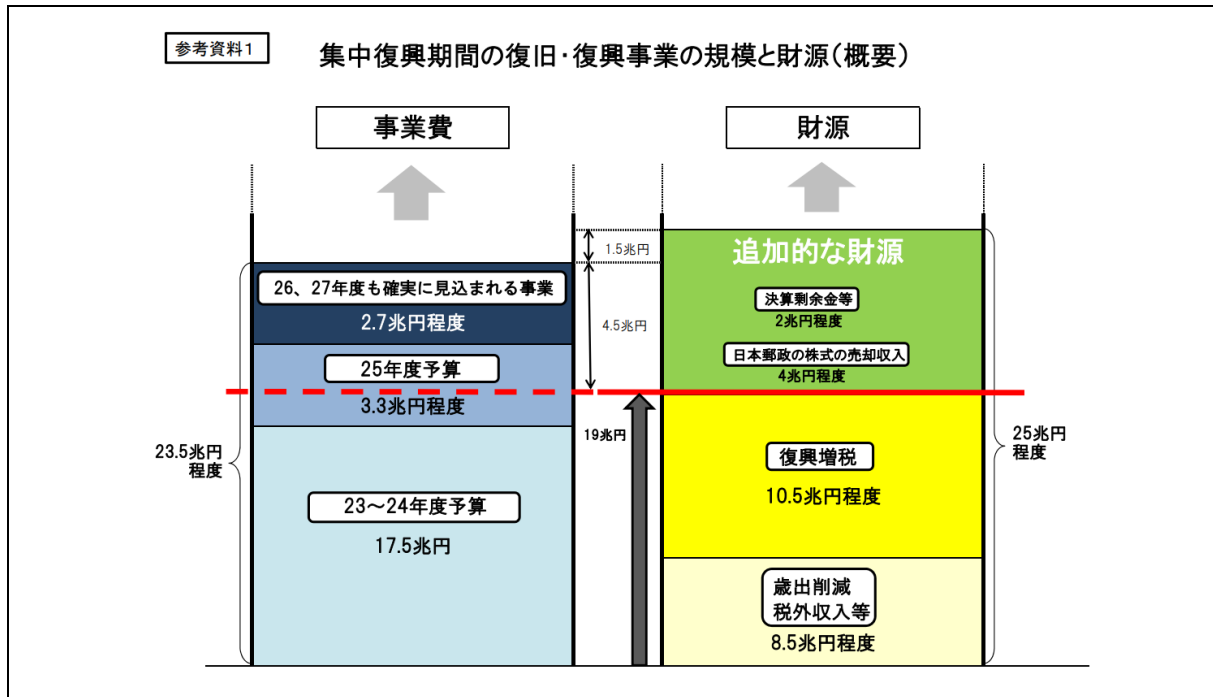 参考資料1
集中復興期間の復旧・復興事業の規模と財源(概要)
事業費
財源
1.5兆円
4.5兆円
19兆円
23.5兆円
程度
26、27年度も確実に見込まれる事業
2.7兆円程度
25年度予算
3.3兆円程度
23～24年度予算
17.5兆円
追加的な財源
決算剰余金等
2兆円程度
日本郵政の株式の売却収入
4兆円程度
復興増税
10.5兆円程度
歳出削減
税外収入等
8.5兆円程度
25兆円
程度